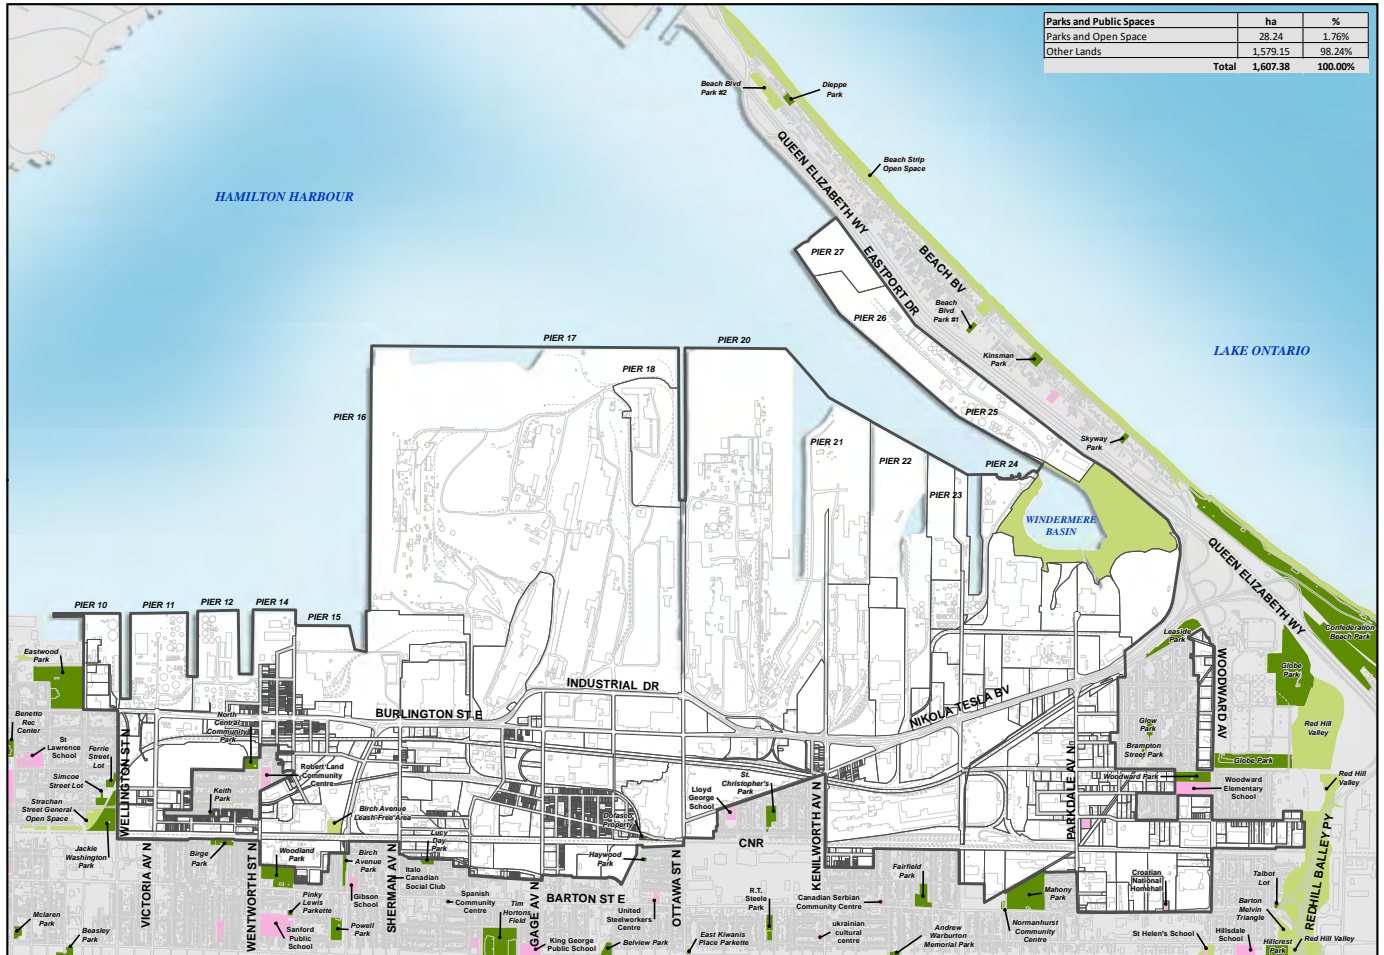 Parks and Public Spaces ha %
Parks and Open Space 28.24 1.76%
Other Lands 1,579.15 98.24%
Total 1,607.38 100.00%
Beach Blvd
Park #2
Dieppe
Park
QUEEN ELIZABETH WY
Beach Strip
Open Space
HAMILTON HARBOUR
PIER 27
EASTPORT DR
BEACH BV
Beach
Blvd
Park #1
PIER 26
PIER 17
PIER 20
Kinsman
Park
LAKE ONTARIO
PIER 18
PIER 16
PIER 25
PIER 21
Skyway
Park
PIER 22
PIER 24
PIER 23
WINDERMERE
BASIN
QUEEN ELIZABETH WY
PIER 10
PIER 11
PIER 12
PIER 14
PIER 15
Confederation
Beach Park
Leaside
Park
Eastwood
Park
WOODWARD AV
Globe
Park
INDUSTRIAL DR
BURLINGTON ST E
NIKOLA TESLA BV
Benetto
Rec
Center
North
Central
Community
Park
Glow
Park
Red Hill
Valley
St
Lawrence
School
Ferrie
Street
Lot
Brampton
Street Park
Globe Park
WELLINGTON ST N
Robert Land
Community
Centre
St.
Christopher's
Park
PARKDALE AV N
Woodward Park
Red Hill
Valley
Simcoe
Street Lot
Keith
Park
Lloyd
George
School
KENILWORTH AV N
Woodward
Elementary
School
Strachan
Street General
Open Space
Birch Avenue
Leash-Free Area
Dofasco
Property
Lucy
Day
Park
CNR
Jackie
Washington
Park
Birge
Park
Woodland
Park
Birch
Avenue
Park
Italo
Canadian
Social Club
Haywood
Park
REDHILL BALLEY PY
VICTORIA AV N
WENTWORTH ST N
SHERMAN AV N
GAGE AV N
OTTAWA ST N
BARTON ST E
Fairfield
Park
Mahony
Park
Croatian
National
Homehall
Talbot
Lot
Pinky
Lewis
Parkette
Gibson
School
Spanish
Community
Centre
Tim
Hortons
Field
R.T.
Steele
Park
Canadian Serbian
Community Centre
Barton
Melvin
Triangle
Mclaren
Park
Beasley
Park
Sanford
Public
School
Powell
Park
United
Steelworkers
Centre
King George
Public School
Belview Park
East Kiwanis
Place Parkette
ukrainian
cultural
centre
Andrew
Warburton
Memorial Park
Normanhurst
Community
Centre
St Helen's School
Hillsdale
School
Hillcrest
Park
Red Hill Valley